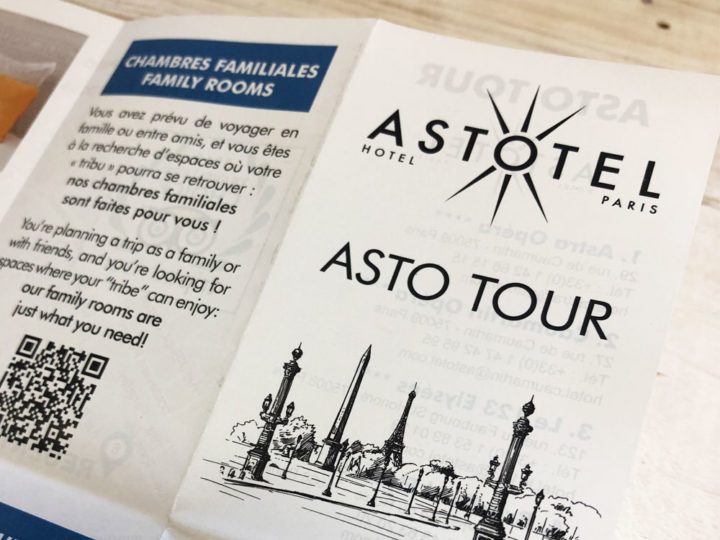 CHAMBRES FAMILIALES
FAMILY ROOMS
Vous avez prévu de voyager en
famille ou entre amis, et vous êtes
à la recherche d'espaces où votre
« tribu » pourra se retrouver :
nos chambres familiales
sont faites pour vous !
You're planning a trip as a family or
with friends, and you're looking for
spaces where your "tribe" can enjoy:
our family rooms are
just what you need!
ASTOTEL
HOTEL
PARIS
ASTO TOUR